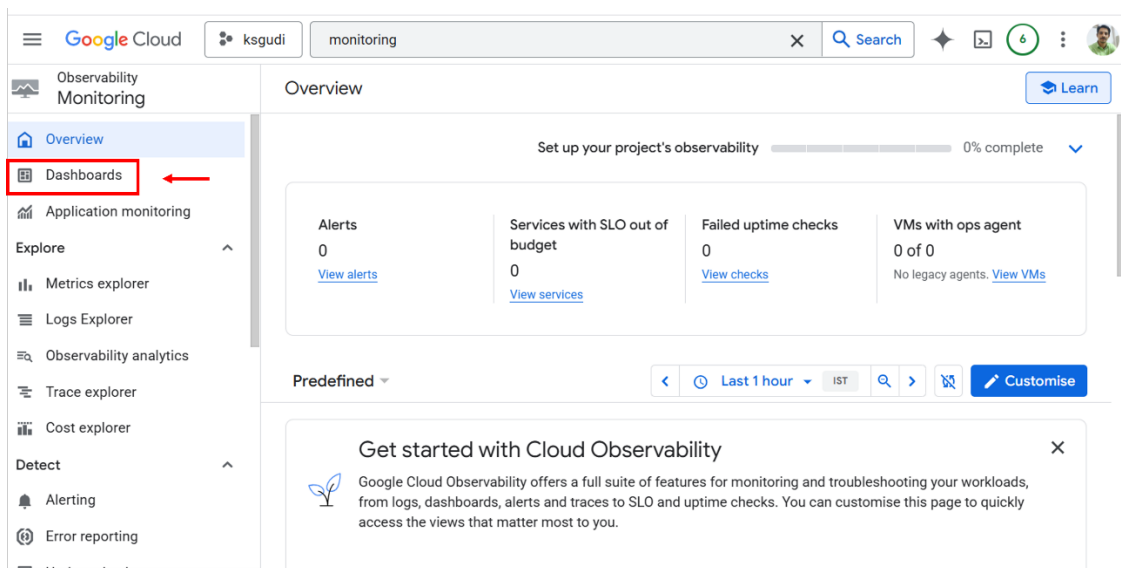 Google Cloud
ksgudi
monitoring
Search
6
Observability
Monitoring
Overview
Learn
Overview
Dashboards
Application monitoring
Explore
Metrics explorer
Logs Explorer
Observability analytics
Trace explorer
Cost explorer
Detect
Alerting
Error reporting
Set up your project's observability
0% complete
Alerts
0
View alerts
Services with SLO out of
budget
0
View services
Failed uptime checks
0
View checks
VMs with ops agent
0 of 0
No legacy agents. View VMs
Predefined
Last 1 hour
IST
Customise
Get started with Cloud Observability
Google Cloud Observability offers a full suite of features for monitoring and troubleshooting your workloads,
from logs, dashboards, alerts and traces to SLO and uptime checks. You can customise this page to quickly
access the views that matter most to you.